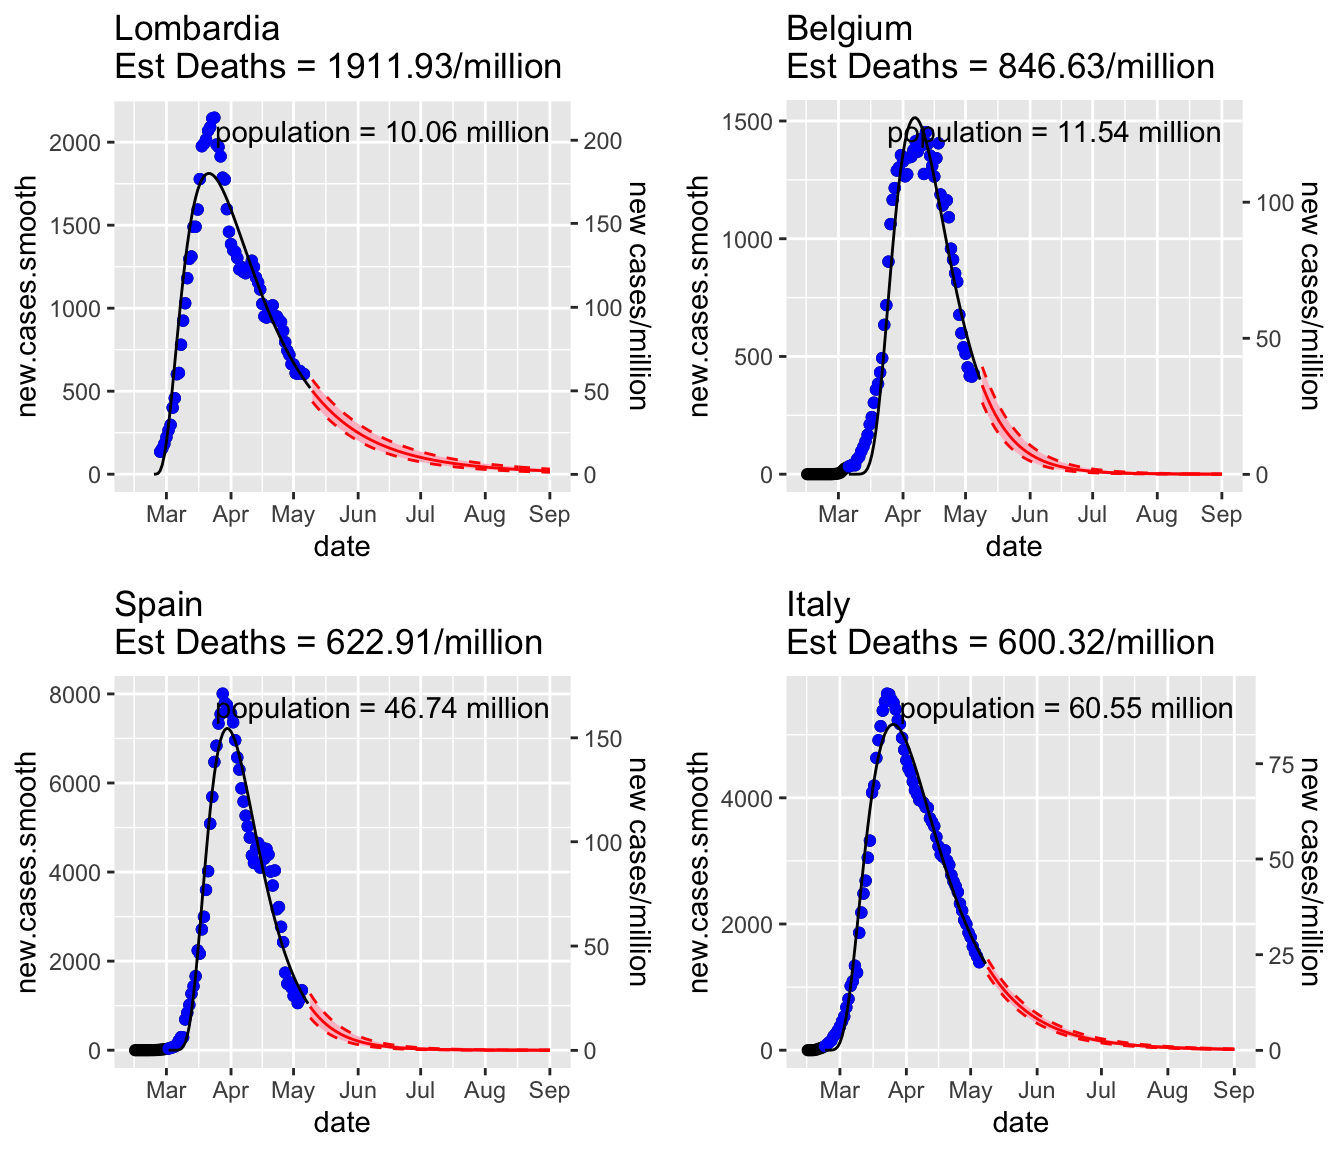 Lombardia
Est Deaths = 1911.93/million
population = 10.06 million
new.cases.smooth
2000
1500
1000
500
0
200
150
100
50
0
new cases/million
Mar Apr May Jun Jul Aug Sep
date
Belgium
Est Deaths = 846.63/million
population = 11.54 million
new.cases.smooth
1500
1000
500
0
100
50
0
new cases/million
Mar Apr May Jun Jul Aug Sep
date
Spain
Est Deaths = 622.91/million
population = 46.74 million
new.cases.smooth
8000
6000
4000
2000
0
150
100
50
0
new cases/million
Mar Apr May Jun Jul Aug Sep
date
Italy
Est Deaths = 600.32/million
population = 60.55 million
new.cases.smooth
4000
2000
0
75
50
25
0
new cases/million
Mar Apr May Jun Jul Aug Sep
date